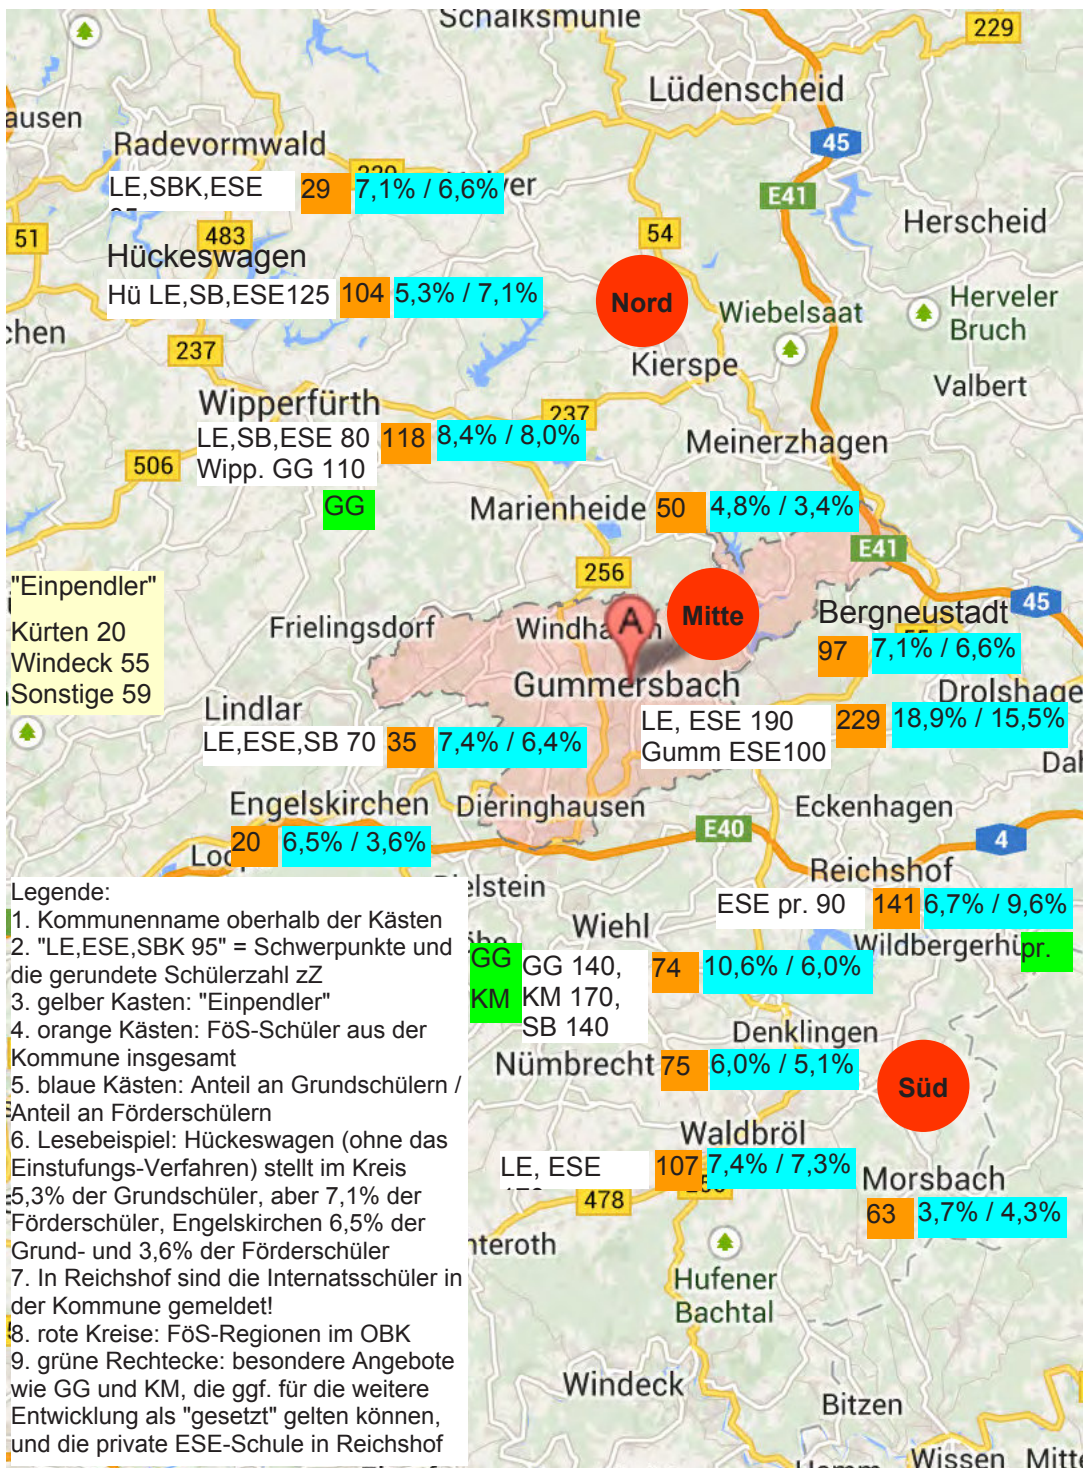 Schalksmühle
229
Lüdenscheid
ausen
Radevormwald
45
229
LE,SBK,ESE
29
7,1% / 6,6%
ver
E41
Herscheid
51
483
54
Hückeswagen
Hü LE,SB,ESE125
104
5,3% / 7,1%
Nord
Wiebelsaat
Herveler
Bruch
chen
237
Kierspe
Valbert
Wipperfürth
237
LE,SB,ESE 80
118
8,4% / 8,0%
Meinerzhagen
506
Wipp. GG 110
GG
Marienheide
50
4,8% / 3,4%
E41
256
"Einpendler"
Kürten 20
Windeck 55
Sonstige 59
Frielingsdorf
Windha
A
Mitte
Bergneustadt
45
55
97
7,1% / 6,6%
Gummersbach
Drolshage
Lindlar
LE,ESE,SB 70
35
7,4% / 6,4%
LE, ESE 190
Gumm ESE100
229
18,9% / 15,5%
Dah
Engelskirchen
Dieringhausen
Eckenhagen
20
6,5% / 3,6%
E40
4
Reichshof
Bielstein
ESE pr. 90
141
6,7% / 9,6%
Wiehl
Wildbergerhü
pr.
GG
KM
GG 140,
KM 170,
SB 140
74
10,6% / 6,0%
Denklingen
Nümbrecht
75
6,0% / 5,1%
Süd
Waldbröl
LE, ESE
107
7,4% / 7,3%
478
Morsbach
63
3,7% / 4,3%
nteroth
Hufener
Bachtal
Windeck
Bitzen
Wissen
Mitte
Legende:
1. Kommunenname oberhalb der Kästen
2. "LE,ESE,SBK 95" = Schwerpunkte und
die gerundete Schülerzahl zZ
3. gelber Kasten: "Einpendler"
4. orange Kästen: FöS-Schüler aus der
Kommune insgesamt
5. blaue Kästen: Anteil an Grundschülern /
Anteil an Förderschülern
6. Lesebeispiel: Hückeswagen (ohne das
Einstufungs-Verfahren) stellt im Kreis
5,3% der Grundschüler, aber 7,1% der
Förderschüler, Engelskirchen 6,5% der
Grund- und 3,6% der Förderschüler
7. In Reichshof sind die Internatsschüler in
der Kommune gemeldet!
8. rote Kreise: FöS-Regionen im OBK
9. grüne Rechtecke: besondere Angebote
wie GG und KM, die ggf. für die weitere
Entwicklung als "gesetzt" gelten können,
und die private ESE-Schule in Reichshof